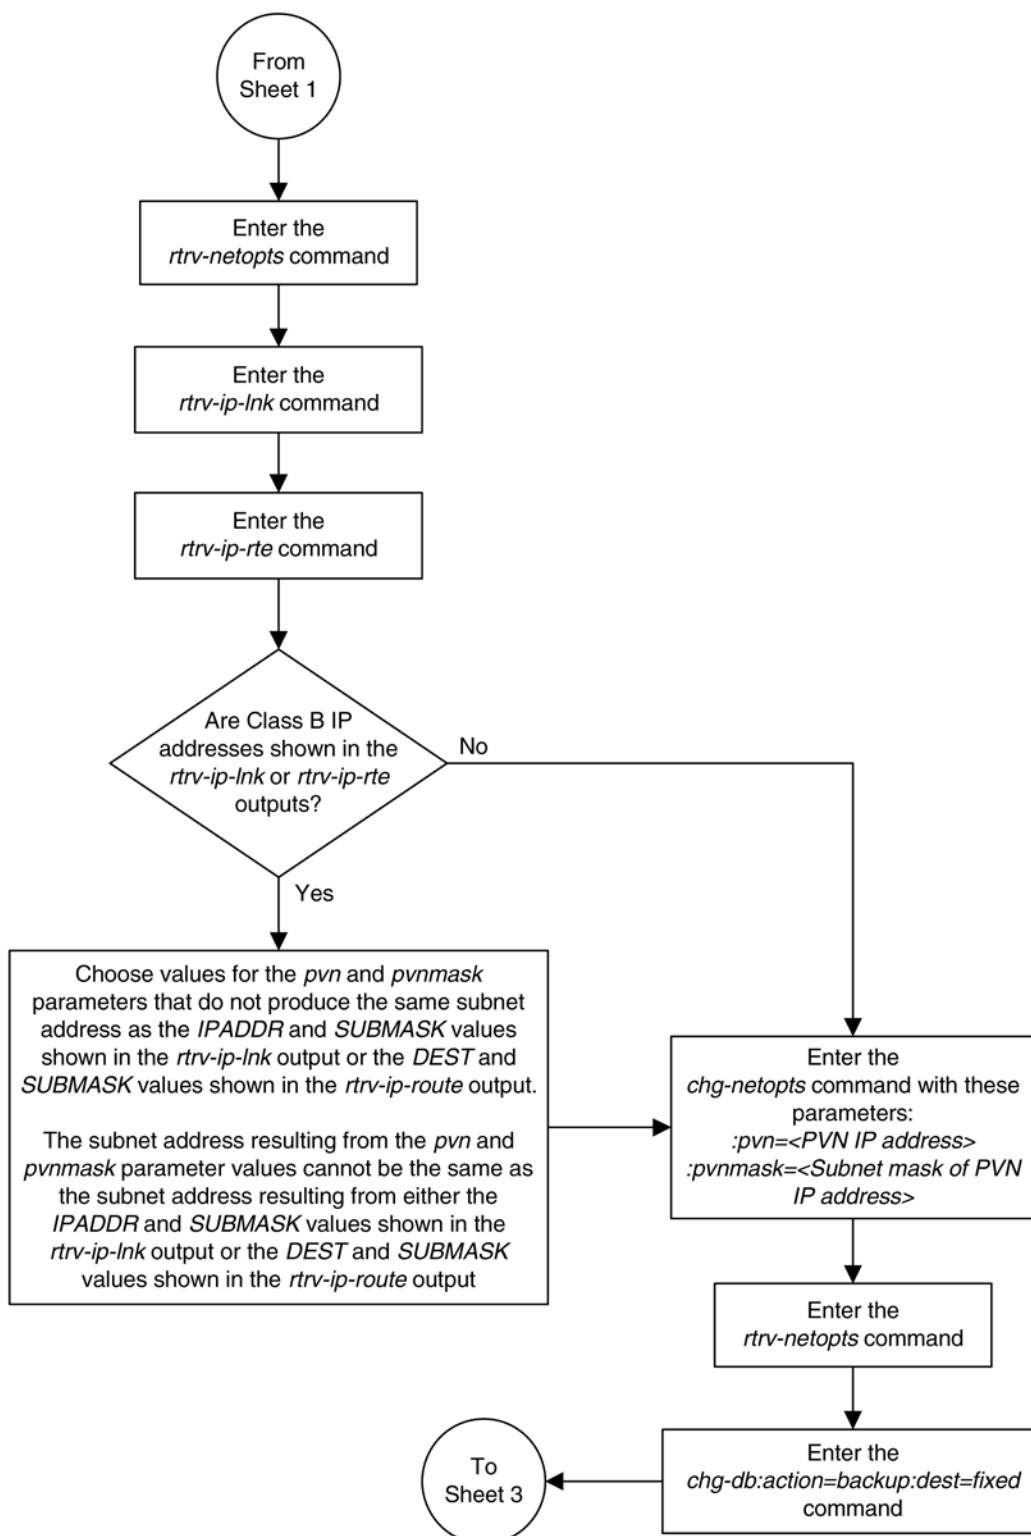 From
Sheet 1
Enter the
rtrv-netopts command
Enter the
rtrv-ip-lnk command
Enter the
rtrv-ip-rte command
Are Class B IP
addresses shown in the
rtrv-ip-lnk or rtrv-ip-rte
outputs?
No
Yes
Choose values for the pvn and pvnmask
parameters that do not produce the same subnet
address as the IPADDR and SUBMASK values
shown in the rtrv-ip-lnk output or the DEST and
SUBMASK values shown in the rtrv-ip-route output.
The subnet address resulting from the pvn and
pvnmask parameter values cannot be the same as
the subnet address resulting from either the
IPADDR and SUBMASK values shown in the
rtrv-ip-lnk output or the DEST and SUBMASK
values shown in the rtrv-ip-route output
Enter the
chg-netopts command with these
parameters:
:pvn=<PVN IP address>
:pvnmask=<Subnet mask of PVN
IP address>
Enter the
rtrv-netopts command
Enter the
chg-db:action=backup:dest=fixed
command
To
Sheet 3